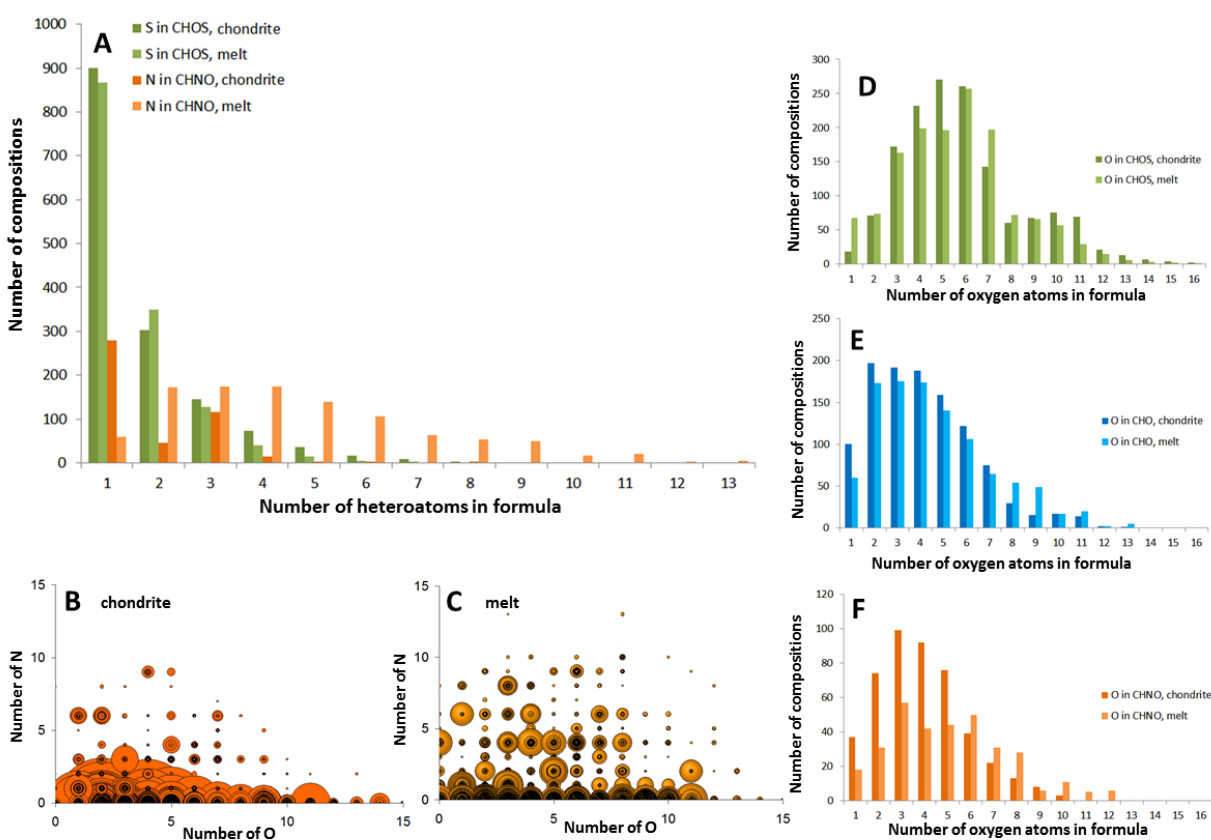 A
S in CHOS, chondrite
S in CHOS, melt
N in CHNO, chondrite
N in CHNO, melt
Number of compositions
1000
900
800
700
600
500
400
300
200
100
0
1 2 3 4 5 6 7 8 9 10 11 12 13
Number of heteroatoms in formula
B chondrite
Number of N
15
10
5
0
0 5 10 15
Number of O
C melt
Number of N
15
10
5
0
0 5 10 15
Number of O
D
O in CHOS, chondrite
O in CHOS, melt
Number of compositions
300
250
200
150
100
50
0
1 2 3 4 5 6 7 8 9 10 11 12 13 14 15 16
Number of oxygen atoms in formula
E
O in CHO, chondrite
O in CHO, melt
Number of compositions
250
200
150
100
50
0
1 2 3 4 5 6 7 8 9 10 11 12 13 14 15 16
Number of oxygen atoms in formula
F
O in CHNO, chondrite
O in CHNO, melt
Number of compositions
120
100
80
60
40
20
0
1 2 3 4 5 6 7 8 9 10 11 12 13 14 15 16
Number of oxygen atoms in formula